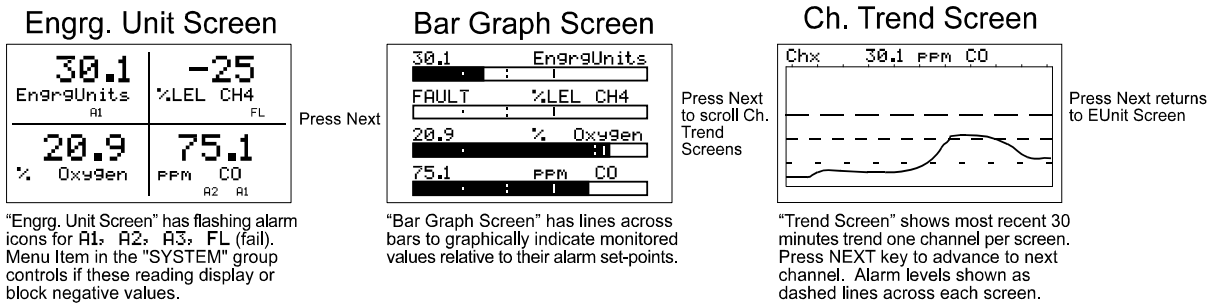 Engrg. Unit Screen
30.1
EngrgUnits
A1
-25
%LEL CH4
FL
20.9
% Oxygen
75.1
PPM CO
A2 A1
Press Next
Bar Graph Screen
30.1 EngrgUnits
FAULT %LEL CH4
20.9 % Oxygen
75.1 PPM CO
Press Next
to scroll Ch.
Trend
Screens
Ch. Trend Screen
Chx 30.1 PPM CO
Press Next returns
to EUnit Screen
“Engrg. Unit Screen” has flashing alarm
icons for A1, A2, A3, FL (fail).
Menu Item in the "SYSTEM" group
controls if these reading display or
block negative values.
“Bar Graph Screen” has lines across
bars to graphically indicate monitored
values relative to their alarm set-points.
“Trend Screen” shows most recent 30
minutes trend one channel per screen.
Press NEXT key to advance to next
channel. Alarm levels shown as
dashed lines across each screen.